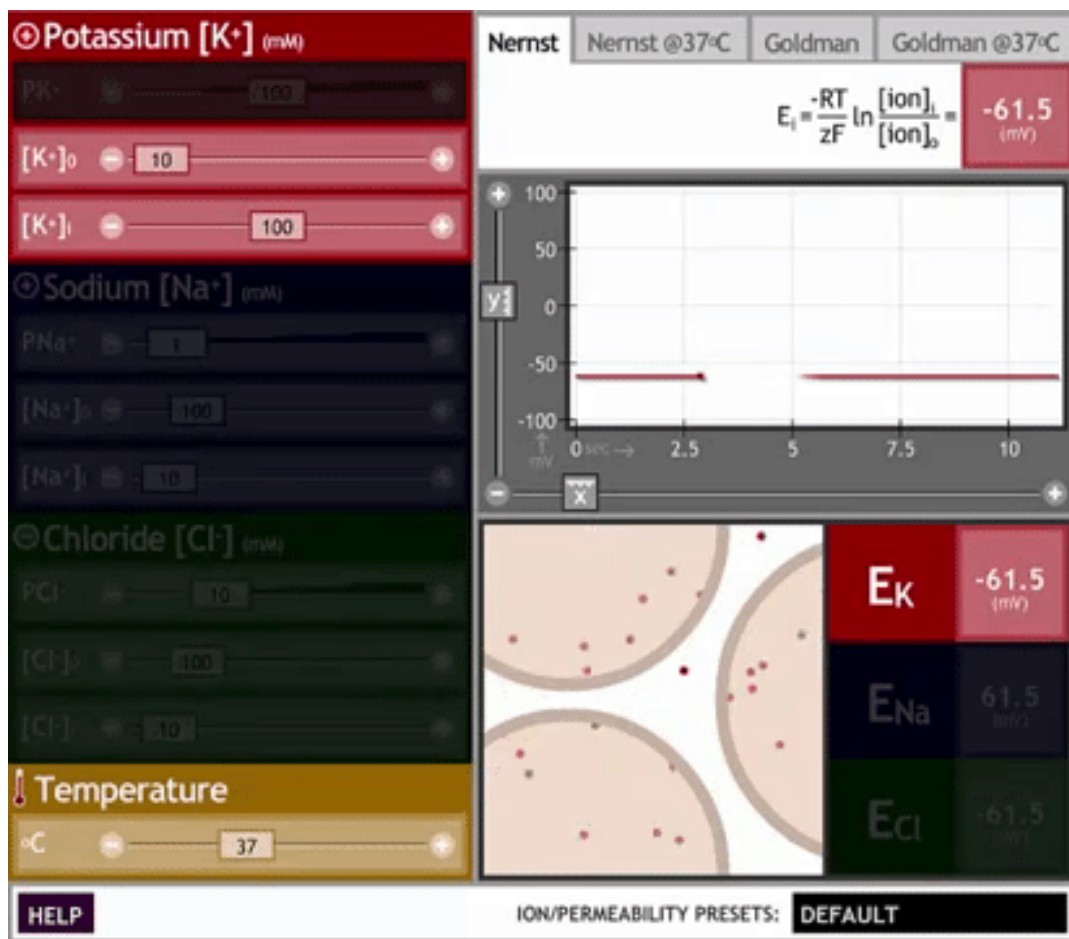 Potassium [K+] (mM)
PK+ 100
[K+]o 10
[K+]i 100
Sodium [Na+] (mM)
PNa+ 1
[Na+]o 100
[Na+]i 10
Chloride [Cl-] (mM)
PCl- 10
[Cl-]o 100
[Cl-]i 10
Temperature
°C 37
HELP
Nernst Nernst @37°C Goldman Goldman @37°C
Ei = -RT/zF ln [ion]i/[ion]o = -61.5 (mV)
100
50
y
0
-50
-100
mV
0 sec → 2.5 5 7.5 10
x
EK -61.5 (mV)
ENa 61.5 (mV)
ECl -61.5 (mV)
ION/PERMEABILITY PRESETS: DEFAULT